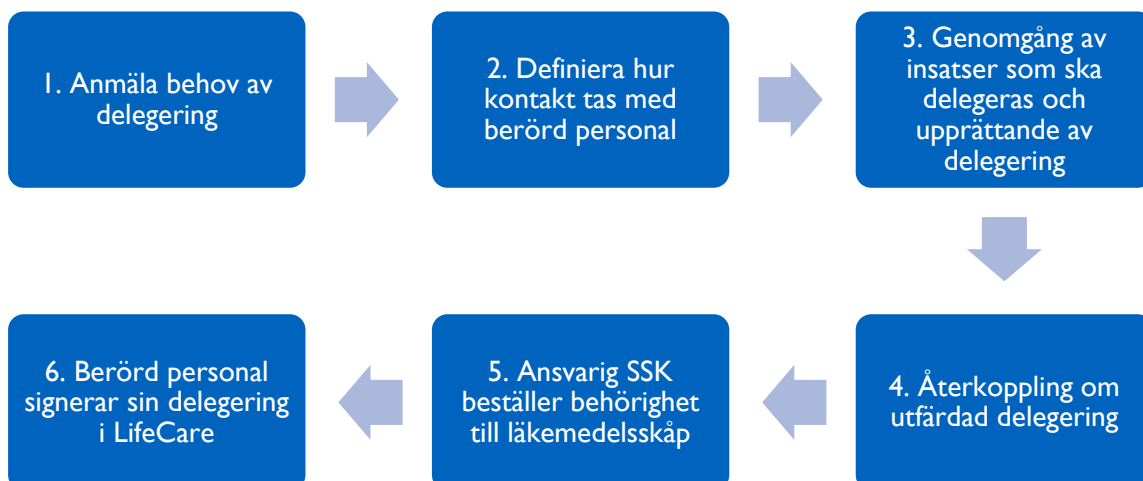 1. Anmäla behov av
delegering
2. Definiera hur
kontakt tas med
berörd personal
3. Genomgång av
insatser som ska
delegeras och
upprättande av
delegering
4. Återkoppling om
utfärdad delegering
5. Ansvarig SSK
beställer behörighet
till läkemedelsskåp
6. Berörd personal
signerar sin delegering
i LifeCare